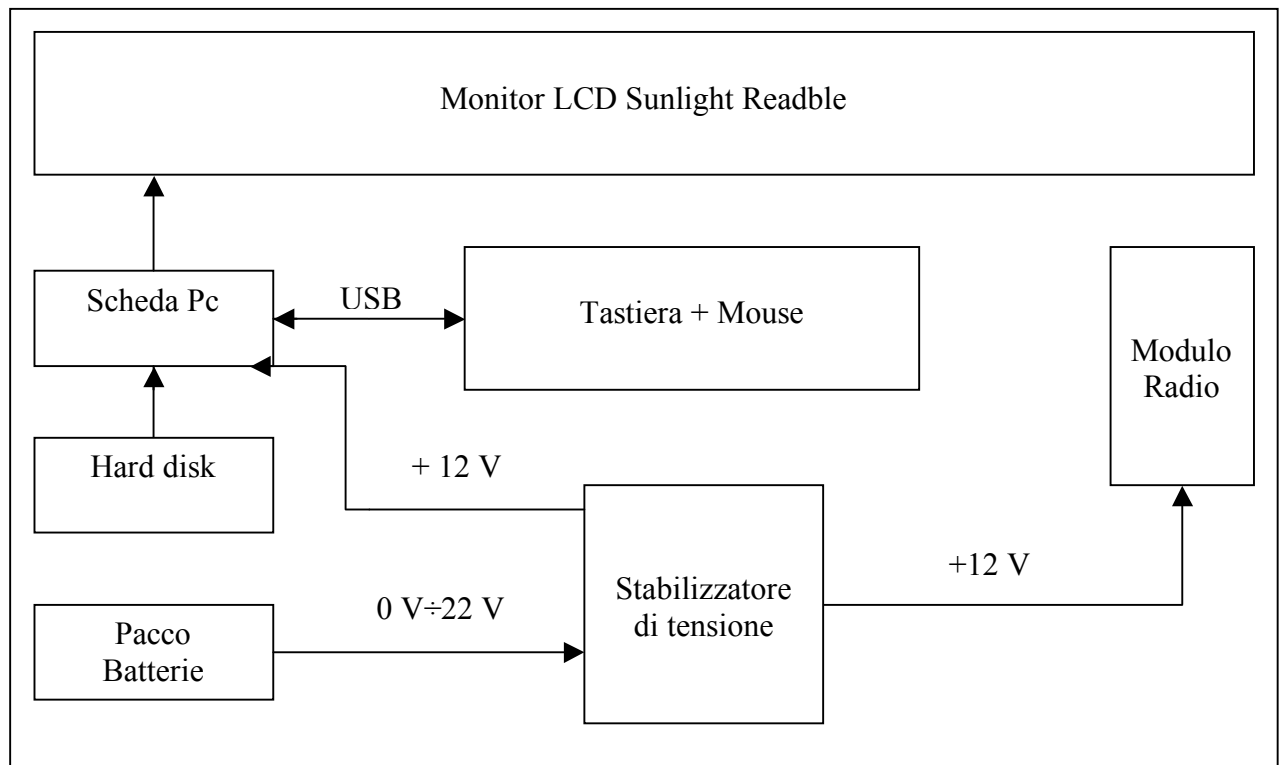 Monitor LCD Sunlight Readble
Scheda Pc
USB
Tastiera + Mouse
Modulo
Radio
Hard disk
+ 12 V
+12 V
Stabilizzatore
di tensione
0 V÷22 V
Pacco
Batterie